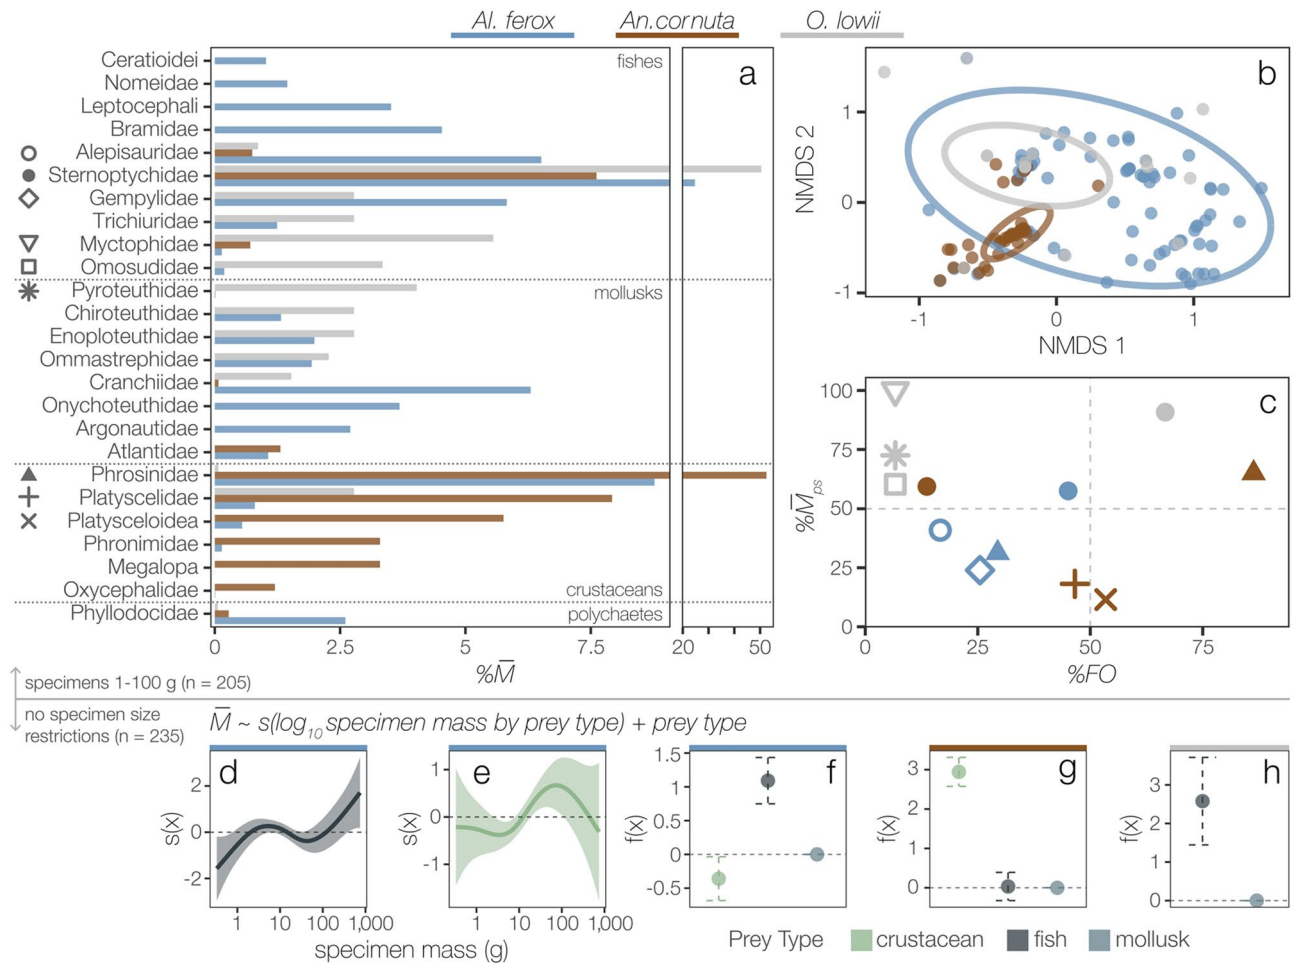 Al. ferox An.cornuta O. lowii
a
fishes
Ceratioidei
Nomeidae
Leptocephali
Bramidae
Alepisauridae
Sternoptychidae
Gempylidae
Trichiuridae
Myctophidae
Omosudidae
Pyroteuthidae
mollusks
Chiroteuthidae
Enoploteuthidae
Ommastrephidae
Cranchiidae
Onychoteuthidae
Argonautidae
Atlantidae
Phrosinidae
Platyscelidae
Platysceloidea
Phronimidae
Megalopa
Oxycephalidae
crustaceans
Phyllodocidae
polychaetes
0 2.5 5 7.5 20 50
%M̅
b
NMDS 2
1
0
-1
-1 0 1
NMDS 1
c
%M̅ps
100
75
50
25
0
0 25 50 75
%FO
specimens 1-100 g (n = 205)
no specimen size
restrictions (n = 235)
M̅ ~ s(log10 specimen mass by prey type) + prey type
d
s(x)
2
0
-2
1 10 100 1,000
e
s(x)
1
0
-1
1 10 100 1,000
specimen mass (g)
f
f(x)
1.5
1.0
0.5
0
-0.5
g
f(x)
3
2
1
0
h
f(x)
3
2
1
0
Prey Type crustacean fish mollusk